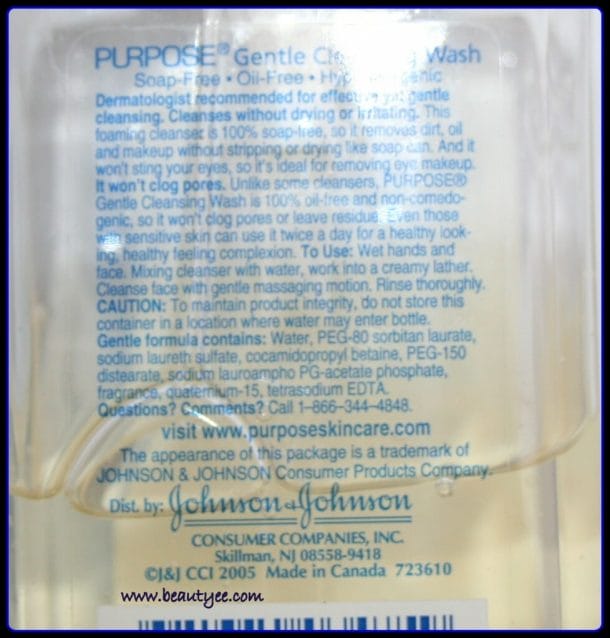 PURPOSE® Gentle Cleansing Wash
Soap-Free • Oil-Free • Hypoallergenic
Dermatologist recommended for effective yet gentle
cleansing. Cleanses without drying or irritating. This
foaming cleanser is 100% soap-free, so it removes dirt, oil
and makeup without stripping or drying like soap can. And it
won't sting your eyes, so it's ideal for removing eye makeup.
It won't clog pores. Unlike some cleansers, PURPOSE®
Gentle Cleansing Wash is 100% oil-free and non-comedo-
genic, so it won't clog pores or leave residue. Even those
with sensitive skin can use it twice a day for a healthy look-
ing, healthy feeling complexion. To Use: Wet hands and
face. Mixing cleanser with water, work into a creamy lather.
Cleanse face with gentle massaging motion. Rinse thoroughly.
CAUTION: To maintain product integrity, do not store this
container in a location where water may enter bottle.
Gentle formula contains: Water, PEG-80 sorbitan laurate,
sodium laureth sulfate, cocamidopropyl betaine, PEG-150
distearate, sodium lauroampho PG-acetate phosphate,
fragrance, quaternium-15, tetrasodium EDTA.
Questions? Comments? Call 1-866-344-4848.
visit www.purposeskincare.com
The appearance of this package is a trademark of
JOHNSON & JOHNSON Consumer Products Company.
Dist. by: Johnson & Johnson
CONSUMER COMPANIES, INC.
Skillman, NJ 08558-9418
©J&J CCI 2005 Made in Canada 723610
www.beautyee.com